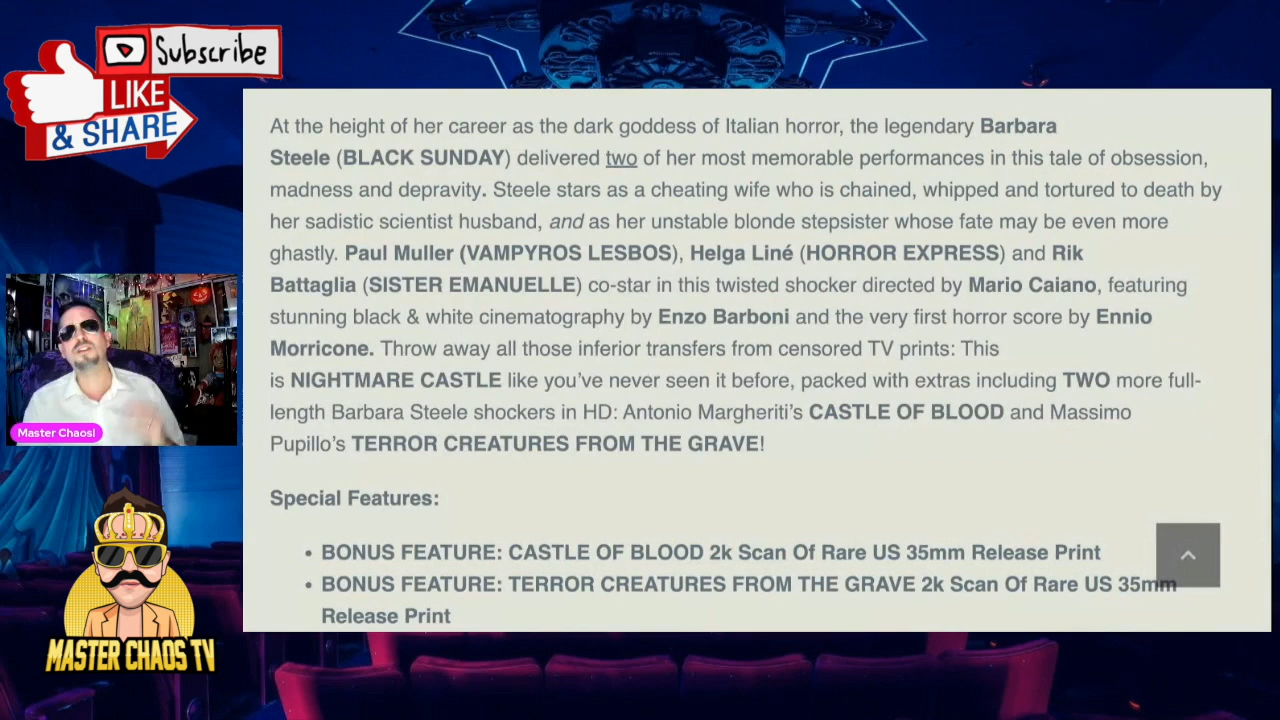 Subscribe
LIKE
& SHARE
At the height of her career as the dark goddess of Italian horror, the legendary Barbara
Steele (BLACK SUNDAY) delivered two of her most memorable performances in this tale of obsession,
madness and depravity. Steele stars as a cheating wife who is chained, whipped and tortured to death by
her sadistic scientist husband, and as her unstable blonde stepsister whose fate may be even more
ghastly. Paul Muller (VAMPYROS LESBOS), Helga Liné (HORROR EXPRESS) and Rik
Battaglia (SISTER EMANUELLE) co-star in this twisted shocker directed by Mario Caiano, featuring
stunning black & white cinematography by Enzo Barboni and the very first horror score by Ennio
Morricone. Throw away all those inferior transfers from censored TV prints: This
is NIGHTMARE CASTLE like you’ve never seen it before, packed with extras including TWO more full-
length Barbara Steele shockers in HD: Antonio Margheriti’s CASTLE OF BLOOD and Massimo
Pupillo’s TERROR CREATURES FROM THE GRAVE!
Special Features:
• BONUS FEATURE: CASTLE OF BLOOD 2k Scan Of Rare US 35mm Release Print
• BONUS FEATURE: TERROR CREATURES FROM THE GRAVE 2k Scan Of Rare US 35mm
Release Print
Master Chaos!
MASTER CHAOS TV